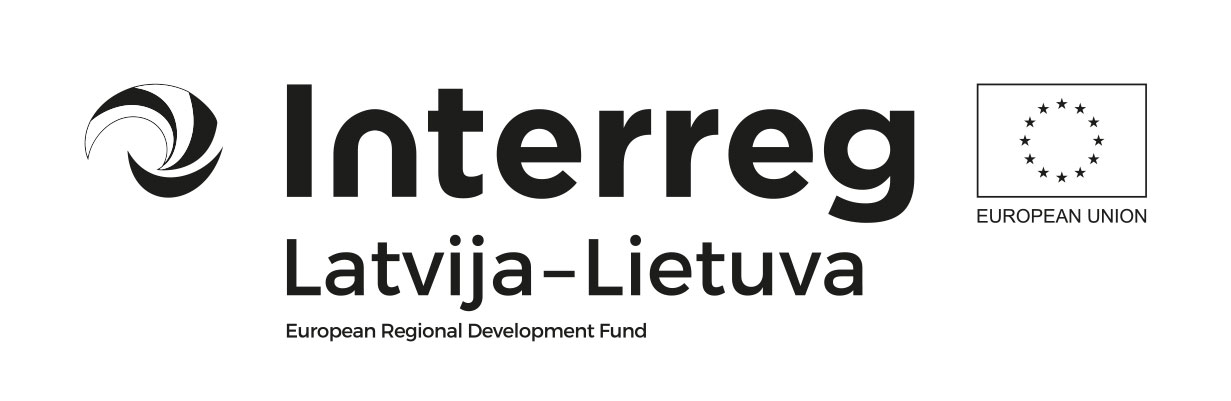 Interreg
EUROPEAN UNION
Latvija–Lietuva
European Regional Development Fund